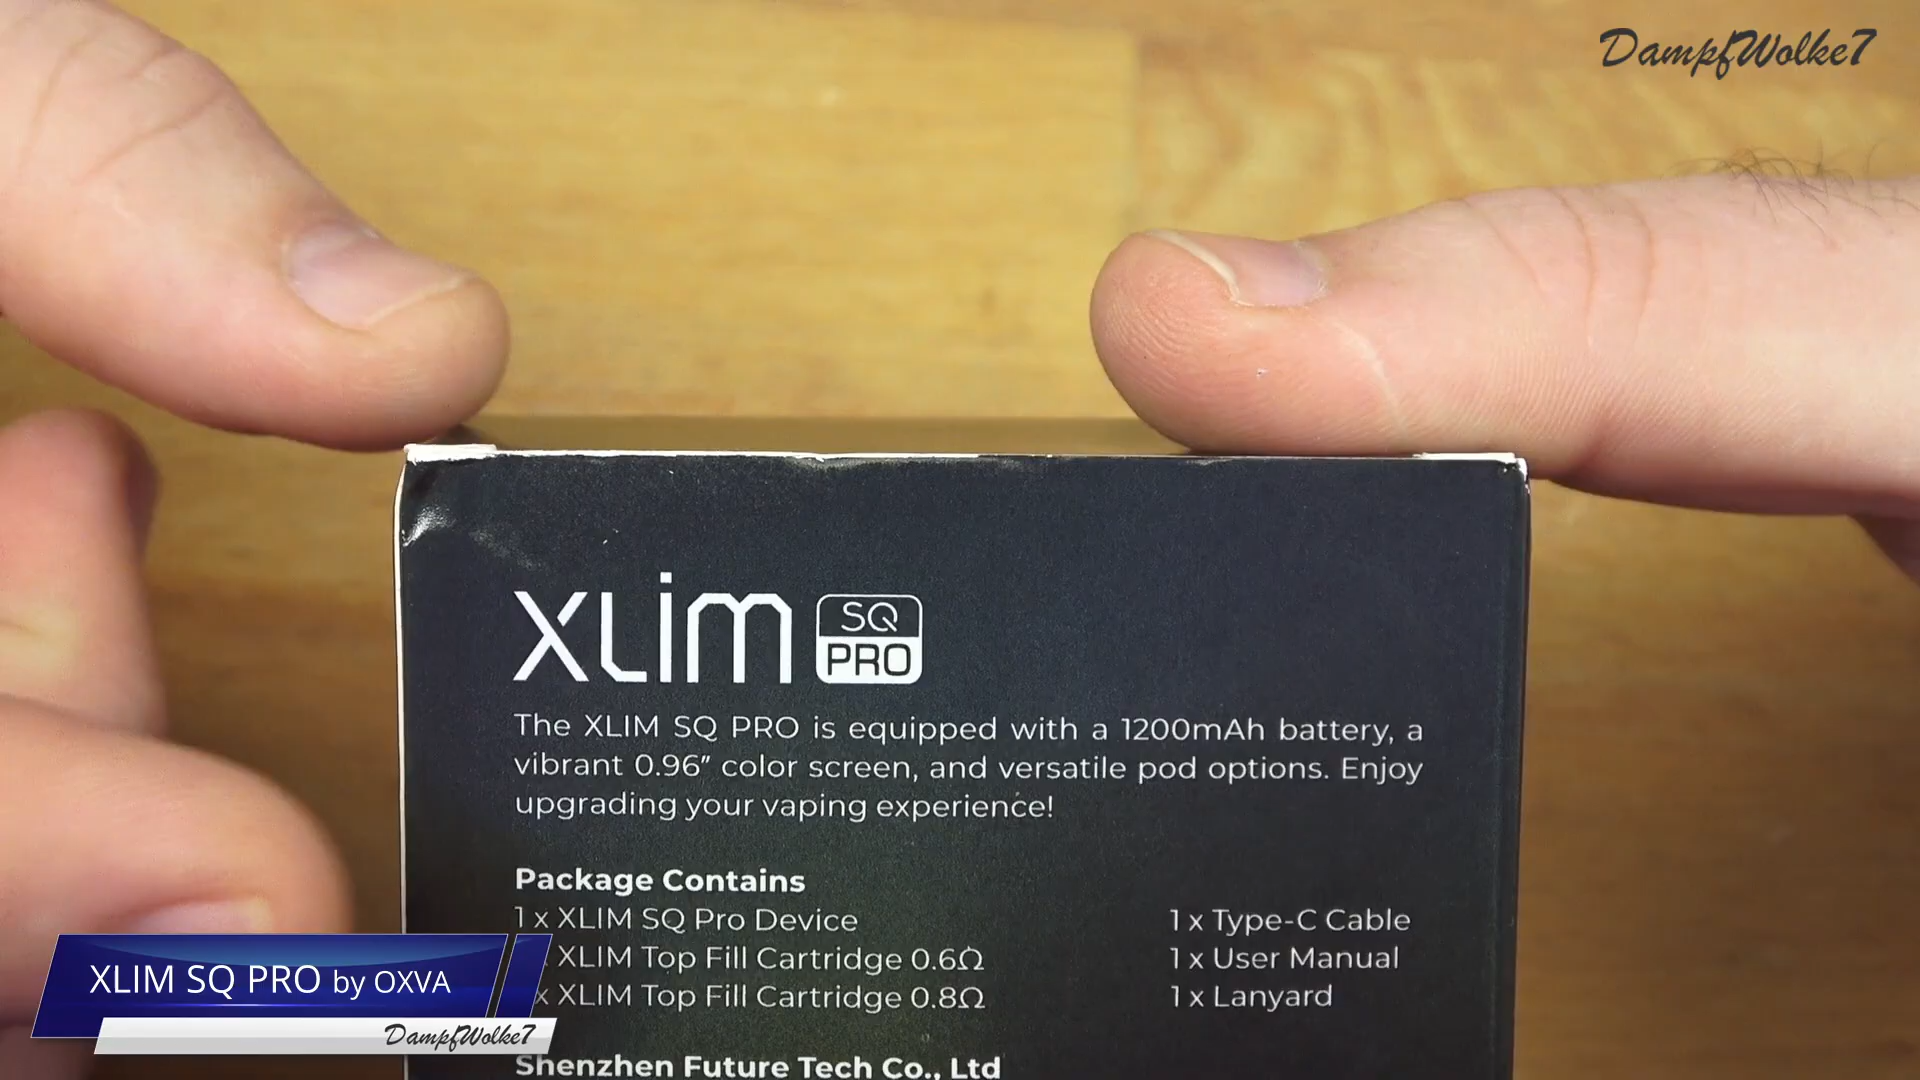 DampfWolke7
XLIM SQ PRO
The XLIM SQ PRO is equipped with a 1200mAh battery, a
vibrant 0.96″ color screen, and versatile pod options. Enjoy
upgrading your vaping experience!
Package Contains
1 x XLIM SQ Pro Device
x XLIM Top Fill Cartridge 0.6Ω
x XLIM Top Fill Cartridge 0.8Ω
1 x Type-C Cable
1 x User Manual
1 x Lanyard
Shenzhen Future Tech Co., Ltd
XLIM SQ PRO by OXVA
DampfWolke7